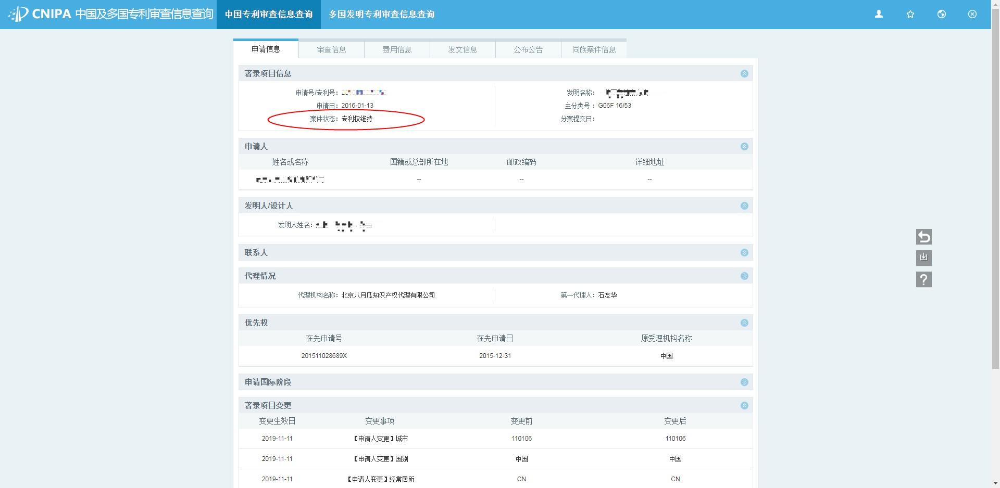 CNIPA 中国及多国专利审查信息查询 中国专利审查信息查询 多国发明专利审查信息查询
申请信息 审查信息 费用信息 发文信息 公布公告 同族案件信息
著录项目信息
申请号/专利号： 发明名称：
申请日：2016-01-13 主分类号：G06F 16/53
案件状态：专利权维持 分案提交日：
申请人
姓名或名称 国籍或总部所在地 邮政编码 详细地址
-- -- --
发明人/设计人
发明人姓名：
联系人
代理情况
代理机构名称：北京八月瓜知识产权代理有限公司 第一代理人：石友华
优先权
在先申请号 在先申请日 原受理机构名称
201511028689X 2015-12-31 中国
申请国际阶段
著录项目变更
变更生效日 变更事项 变更前 变更后
2019-11-11 【申请人变更】城市 110106 110106
2019-11-11 【申请人变更】国别 中国 中国
2019-11-11 【申请人变更】经常居所 CN CN